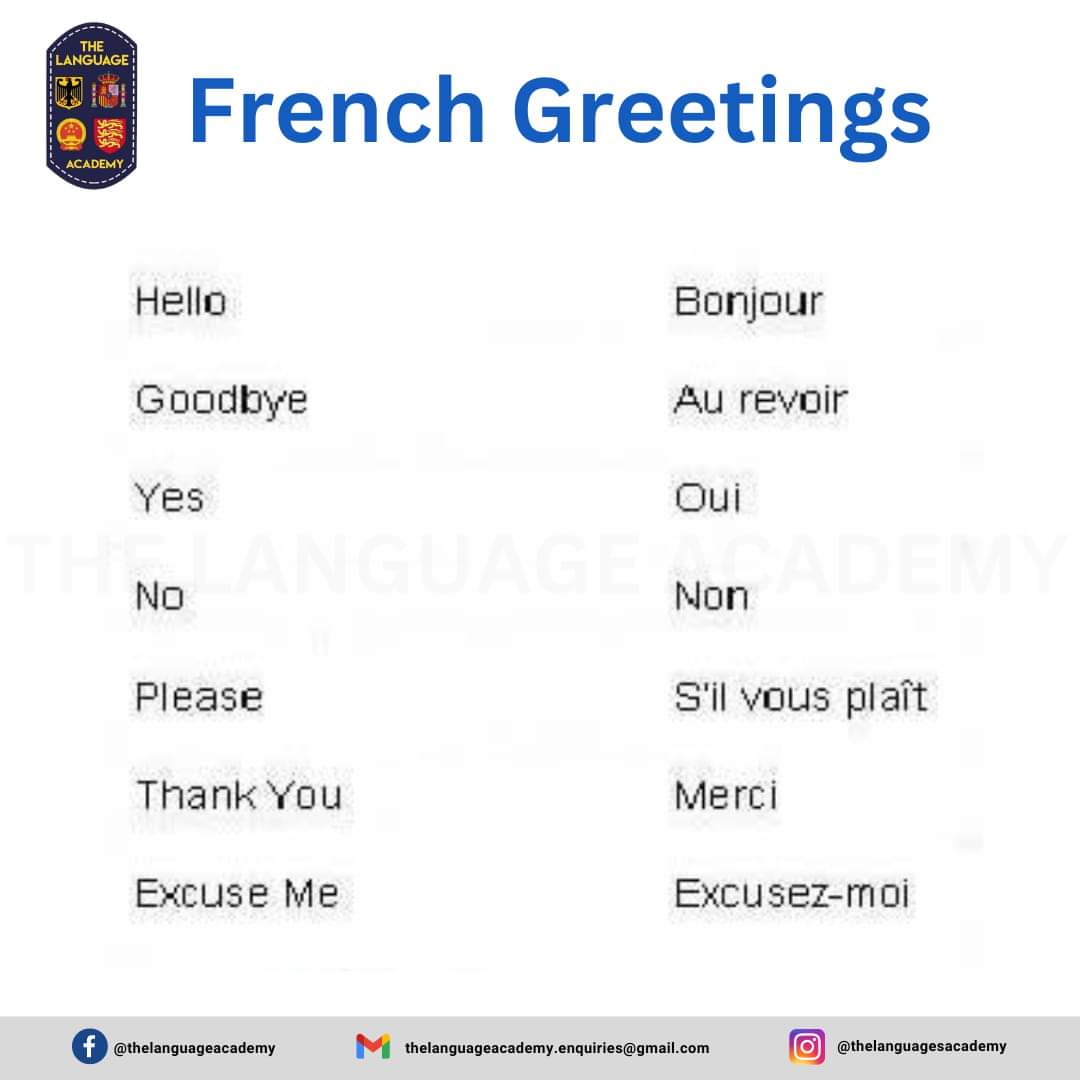 THE
LANGUAGE
ACADEMY
French Greetings
Hello Bonjour
Goodbye Au revoir
Yes Oui
THE LANGUAGE ACADEMY
No Non
Please S'il vous plaît
Thank You Merci
Excuse Me Excusez-moi
@thelanguageacademy thelanguageacademy.enquiries@gmail.com @thelanguagesacademy